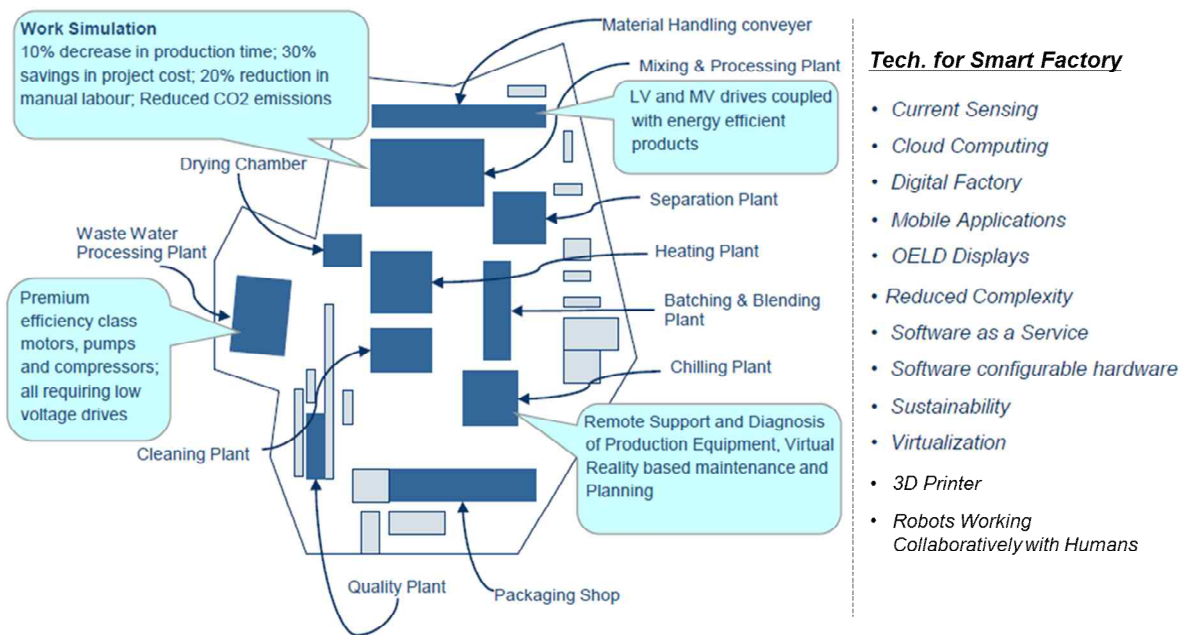 Work Simulation
10% decrease in production time; 30%
savings in project cost; 20% reduction in
manual labour; Reduced CO2 emissions
Material Handling conveyer
Mixing & Processing Plant
LV and MV drives coupled
with energy efficient
products
Drying Chamber
Separation Plant
Waste Water
Processing Plant
Heating Plant
Premium
efficiency class
motors, pumps
and compressors;
all requiring low
voltage drives
Batching & Blending
Plant
Chilling Plant
Remote Support and Diagnosis
of Production Equipment, Virtual
Reality based maintenance and
Planning
Cleaning Plant
Quality Plant
Packaging Shop
Tech. for Smart Factory
• Current Sensing
• Cloud Computing
• Digital Factory
• Mobile Applications
• OELD Displays
• Reduced Complexity
• Software as a Service
• Software configurable hardware
• Sustainability
• Virtualization
• 3D Printer
• Robots Working
Collaboratively with Humans